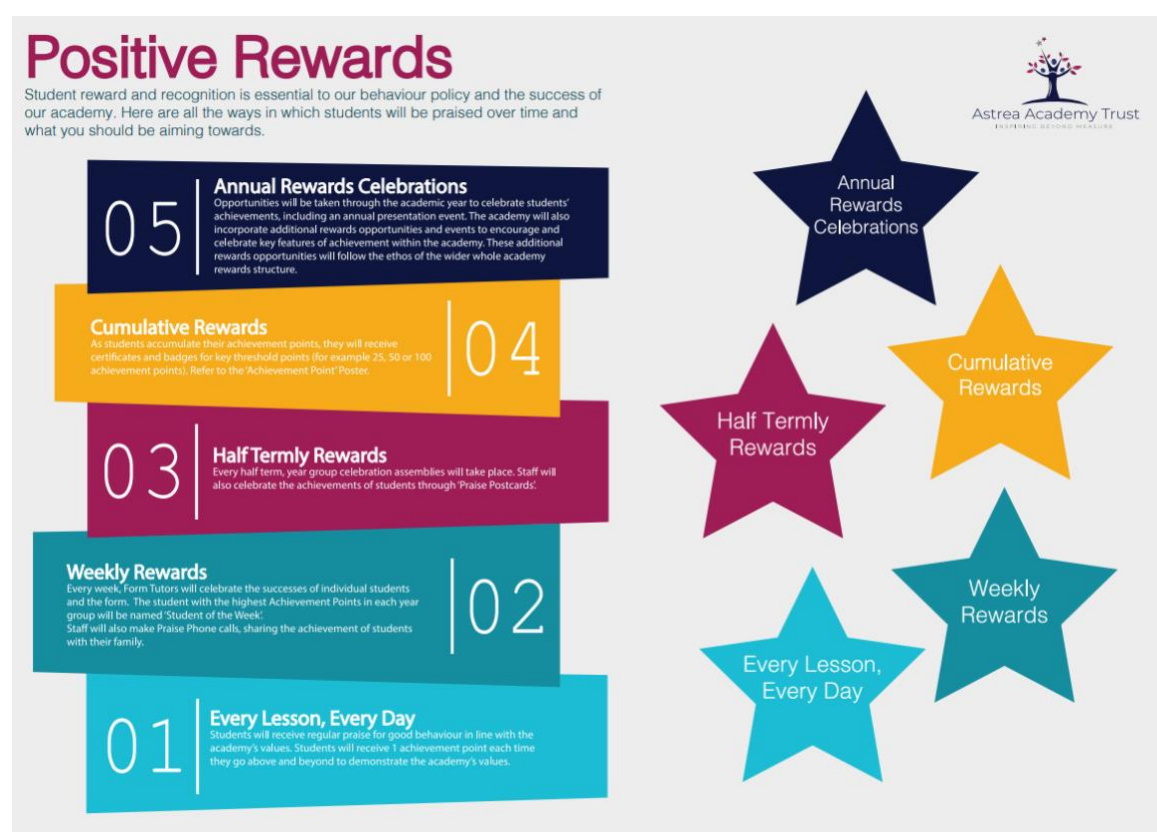 Positive Rewards
Student reward and recognition is essential to our behaviour policy and the success of
our academy. Here are all the ways in which students will be praised over time and
what you should be aiming towards.
Astrea Academy Trust
INSPIRING BEYOND MEASURE
05
Annual Rewards Celebrations
Opportunities will be taken through the academic year to celebrate students'
achievements, including an annual presentation event. The academy will also
incorporate additional rewards opportunities and events to encourage and
celebrate key features of achievement within the academy. These additional
rewards opportunities will follow the ethos of the wider whole academy
rewards structure.
Cumulative Rewards
As students accumulate their achievement points, they will receive
certificates and badges for key threshold points (for example 25, 50 or 100
achievement points). Refer to the 'Achievement Point' Poster.
04
03
Half Termly Rewards
Every half term, year group celebration assemblies will take place. Staff will
also celebrate the achievements of students through 'Praise Postcards'.
Weekly Rewards
Every week, Form Tutors will celebrate the successes of individual students
and the form. The student with the highest Achievement Points in each year
group will be named 'Student of the Week'.
Staff will also make Praise Phone calls, sharing the achievement of students
with their family.
02
01
Every Lesson, Every Day
Students will receive regular praise for good behaviour in line with the
academy's values. Students will receive 1 achievement point each time
they go above and beyond to demonstrate the academy's values.
Annual
Rewards
Celebrations
Cumulative
Rewards
Half Termly
Rewards
Weekly
Rewards
Every Lesson,
Every Day